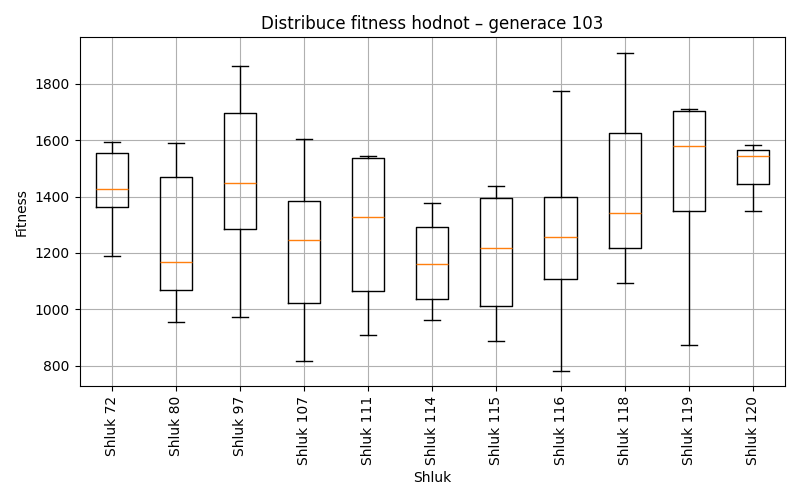 Distribuce fitness hodnot – generace 103
Fitness
1800
1600
1400
1200
1000
800
Shluk 72
Shluk 80
Shluk 97
Shluk 107
Shluk 111
Shluk 114
Shluk 115
Shluk 116
Shluk 118
Shluk 119
Shluk 120
Shluk